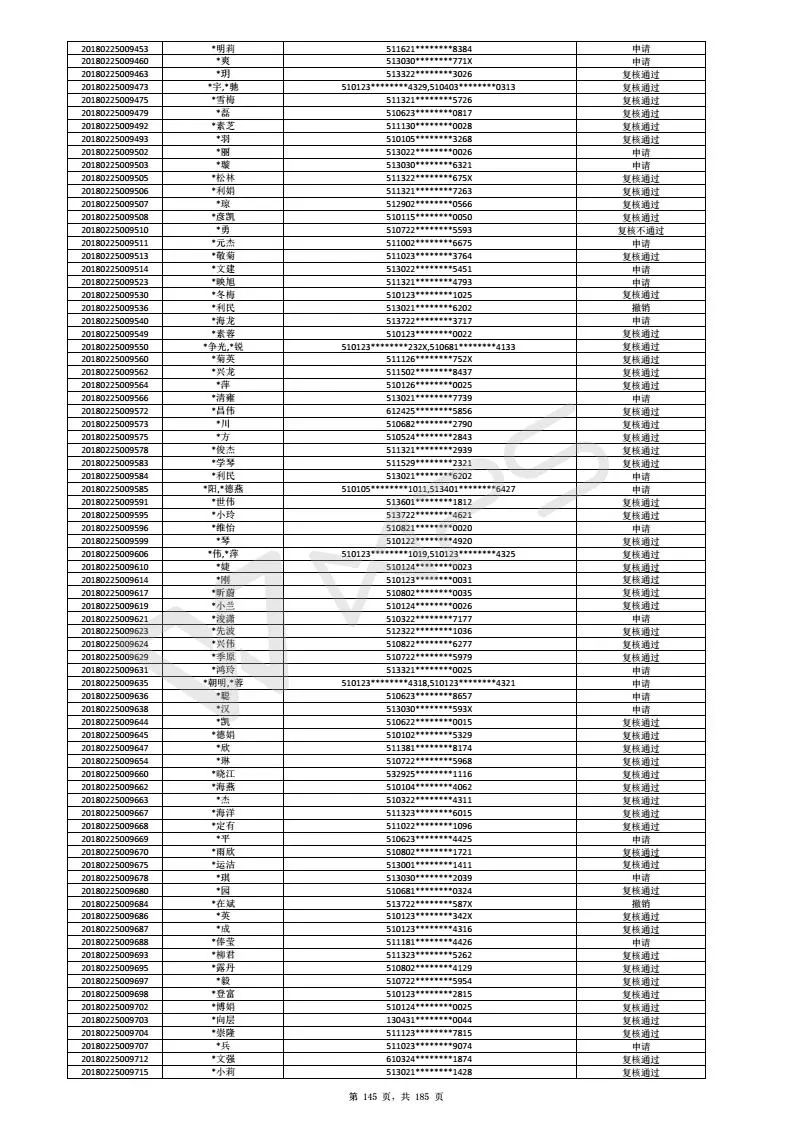 20180225009453 *明莉 511621********8384 申请
20180225009460 *爽 513030********771X 申请
20180225009463 *玥 513322********3026 复核通过
20180225009473 *宇,*驰 510123********4329,510403********0313 复核通过
20180225009475 *雪梅 511321********5726 复核通过
20180225009479 *磊 510623********0817 复核通过
20180225009492 *素芝 511130********0028 复核通过
20180225009493 *羽 510105********3268 复核通过
20180225009502 *丽 513022********0026 申请
20180225009503 *璇 513030********6321 申请
20180225009505 *松林 511322********675X 复核通过
20180225009506 *利娟 511321********7263 复核通过
20180225009507 *琼 512902********0566 复核通过
20180225009508 *彦凯 510115********0050 复核通过
20180225009510 *勇 510722********5593 复核不通过
20180225009511 *元杰 511002********6675 申请
20180225009513 *敬菊 511023********3764 复核通过
20180225009514 *文建 513022********5451 申请
20180225009523 *映旭 511321********4793 申请
20180225009530 *冬梅 510123********1025 复核通过
20180225009536 *利民 513021********6202 撤销
20180225009540 *海龙 513722********3717 申请
20180225009549 *素蓉 510123********0022 复核通过
20180225009550 *争光,*锐 510123********232X,510681********4133 复核通过
20180225009560 *菊英 511126********752X 复核通过
20180225009562 *兴龙 511502********8437 复核通过
20180225009564 *萍 510126********0025 复核通过
20180225009566 *清雍 513021********7739 申请
20180225009572 *昌伟 612425********5856 复核通过
20180225009573 *川 510682********2790 复核通过
20180225009575 *方 510524********2843 复核通过
20180225009578 *俊杰 511321********2939 复核通过
20180225009583 *学琴 511529********2321 复核通过
20180225009584 *利民 513021********6202 申请
20180225009585 *阳,*德燕 510105********1011,513401********6427 申请
20180225009591 *世伟 513601********1812 复核通过
20180225009595 *小玲 513722********4621 复核通过
20180225009596 *维怡 510821********0020 申请
20180225009599 *琴 510122********4920 复核通过
20180225009606 *伟,*萍 510123********1019,510123********4325 复核通过
20180225009610 *婕 510124********0023 复核通过
20180225009614 *刚 510123********0031 复核通过
20180225009617 *昕蔚 510802********0035 复核通过
20180225009619 *小兰 510124********0026 复核通过
20180225009621 *浚潇 510322********7177 申请
20180225009623 *先波 512322********1036 复核通过
20180225009624 *兴伟 510822********6277 复核通过
20180225009629 *季原 510722********5979 复核通过
20180225009631 *鸿玲 513321********0025 申请
20180225009635 *朝明,*蓉 510123********4318,510123********4321 申请
20180225009636 *聪 510623********8657 申请
20180225009638 *汉 513030********593X 申请
20180225009644 *凯 510622********0015 复核通过
20180225009645 *德娟 510102********5329 复核通过
20180225009647 *欣 511381********8174 复核通过
20180225009654 *琳 510722********5968 复核通过
20180225009660 *晓江 532925********1116 复核通过
20180225009662 *海燕 510104********4062 复核通过
20180225009663 *杰 510322********4311 复核通过
20180225009667 *海洋 511323********6015 复核通过
20180225009668 *定有 511022********1096 复核通过
20180225009669 *平 510623********4425 申请
20180225009670 *雨欣 510802********1721 复核通过
20180225009675 *运沽 513001********1411 复核通过
20180225009678 *琪 513030********2039 申请
20180225009680 *园 510681********0324 复核通过
20180225009684 *在斌 513722********587X 撤销
20180225009686 *英 510123********342X 复核通过
20180225009687 *成 510123********4316 复核通过
20180225009688 *俸莹 511181********4426 申请
20180225009693 *柳君 511323********5262 复核通过
20180225009695 *露丹 510802********4129 复核通过
20180225009697 *毅 510722********5954 复核通过
20180225009698 *登富 510123********2815 复核通过
20180225009702 *博娟 510124********0025 复核通过
20180225009703 *向层 130431********0044 复核通过
20180225009704 *崇隆 511123********7815 复核通过
20180225009707 *兵 511023********9074 申请
20180225009712 *文强 610324********1874 复核通过
20180225009715 *小莉 513021********1428 复核通过
第 145 页，共 185 页